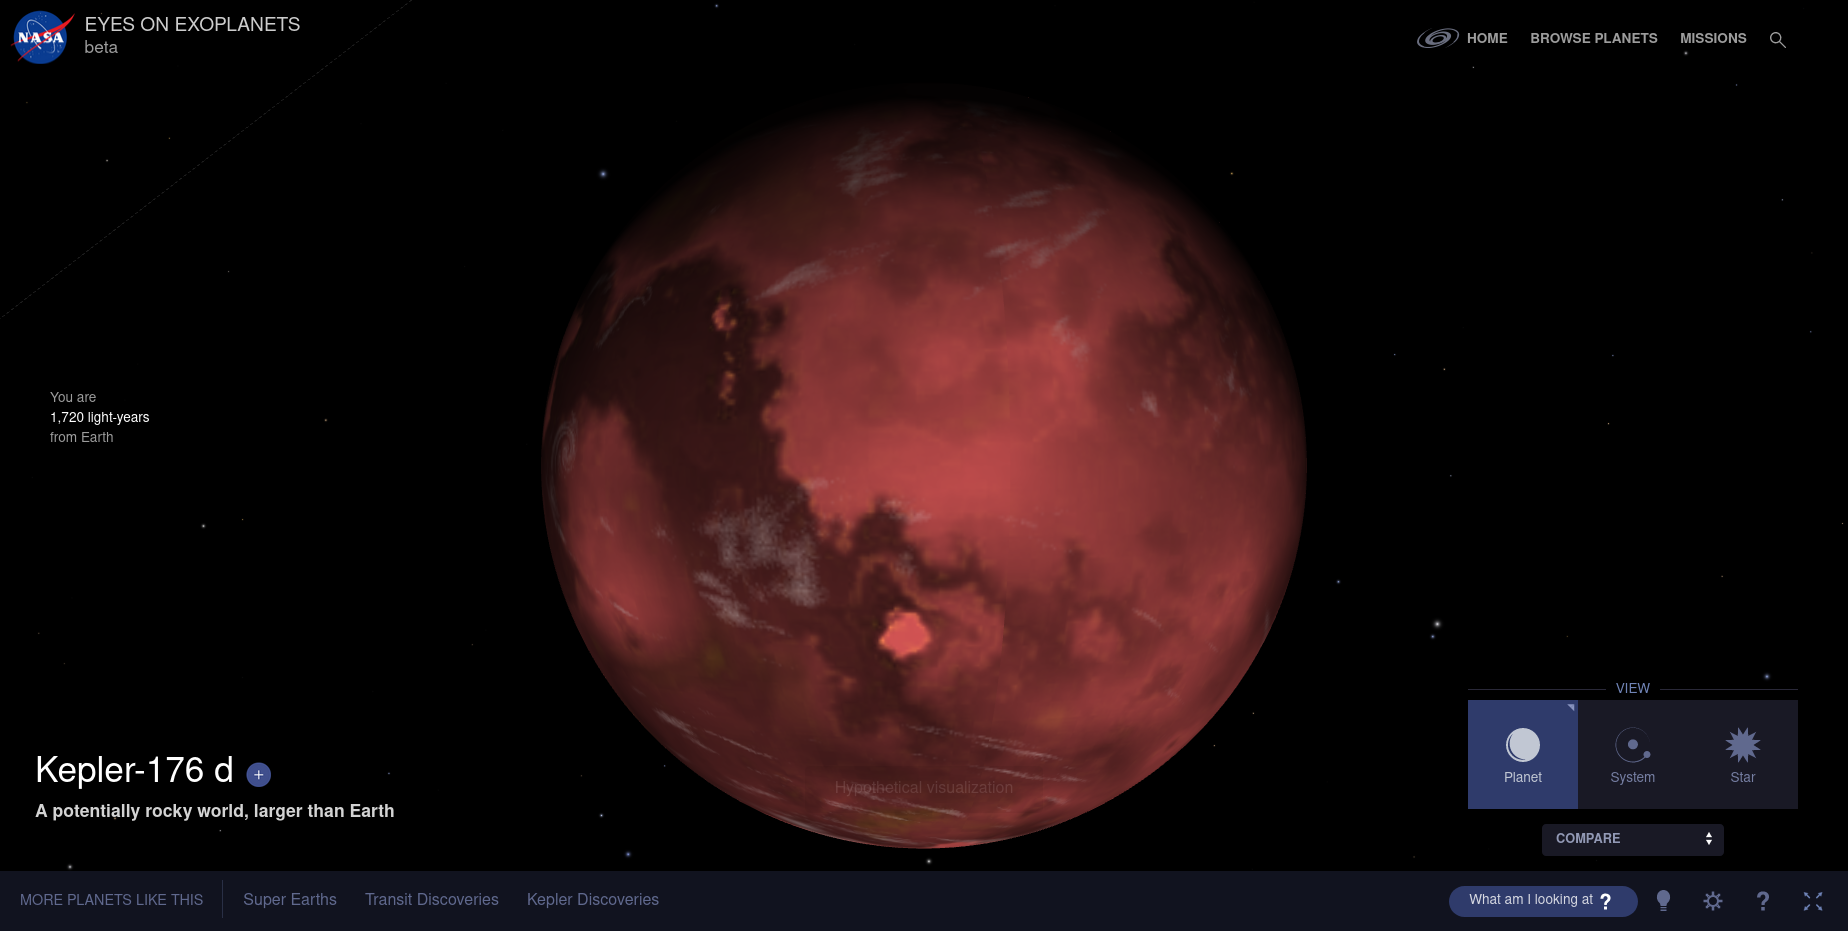 NASA
EYES ON EXOPLANETS
beta
HOME
BROWSE PLANETS
MISSIONS
You are
1,720 light-years
from Earth
Kepler-176 d +
A potentially rocky world, larger than Earth
Hypothetical visualization
VIEW
Planet
System
Star
COMPARE
MORE PLANETS LIKE THIS
Super Earths
Transit Discoveries
Kepler Discoveries
What am I looking at ?
?